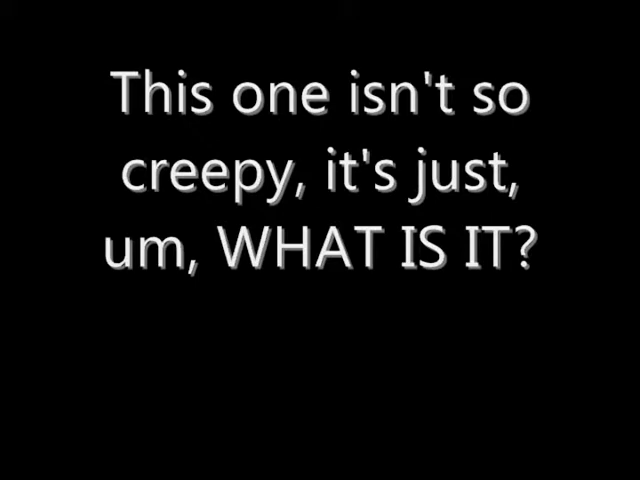 This one isn't so
creepy, it's just,
um, WHAT IS IT?